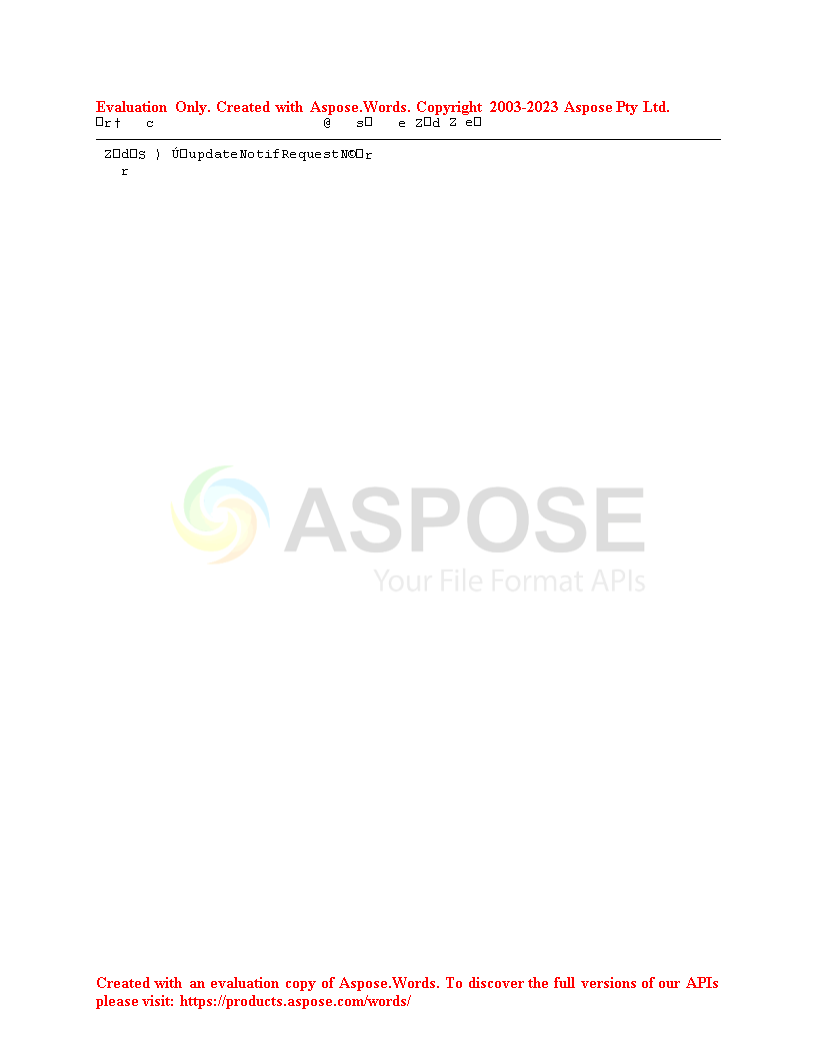 Evaluation Only. Created with Aspose.Words. Copyright 2003-2023 Aspose Pty Ltd.
□r† c @ s□ e Z□d Z e□
Z□d□S ) Ú□updateNotifRequestN©□r
r
ASPOSE
Your File Format APIs
Created with an evaluation copy of Aspose.Words. To discover the full versions of our APIs
please visit: https://products.aspose.com/words/